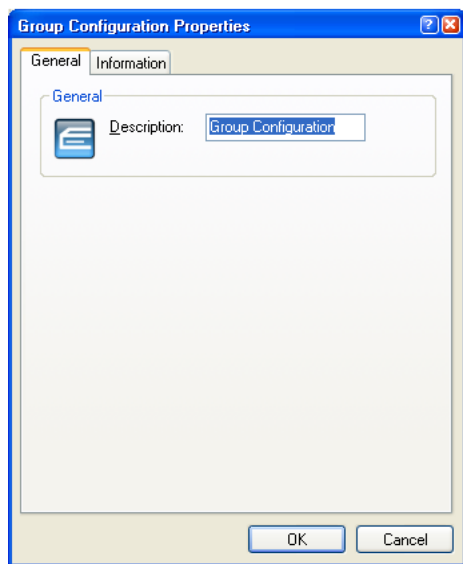 Group Configuration Properties
General Information
General
Description: Group Configuration
OK Cancel